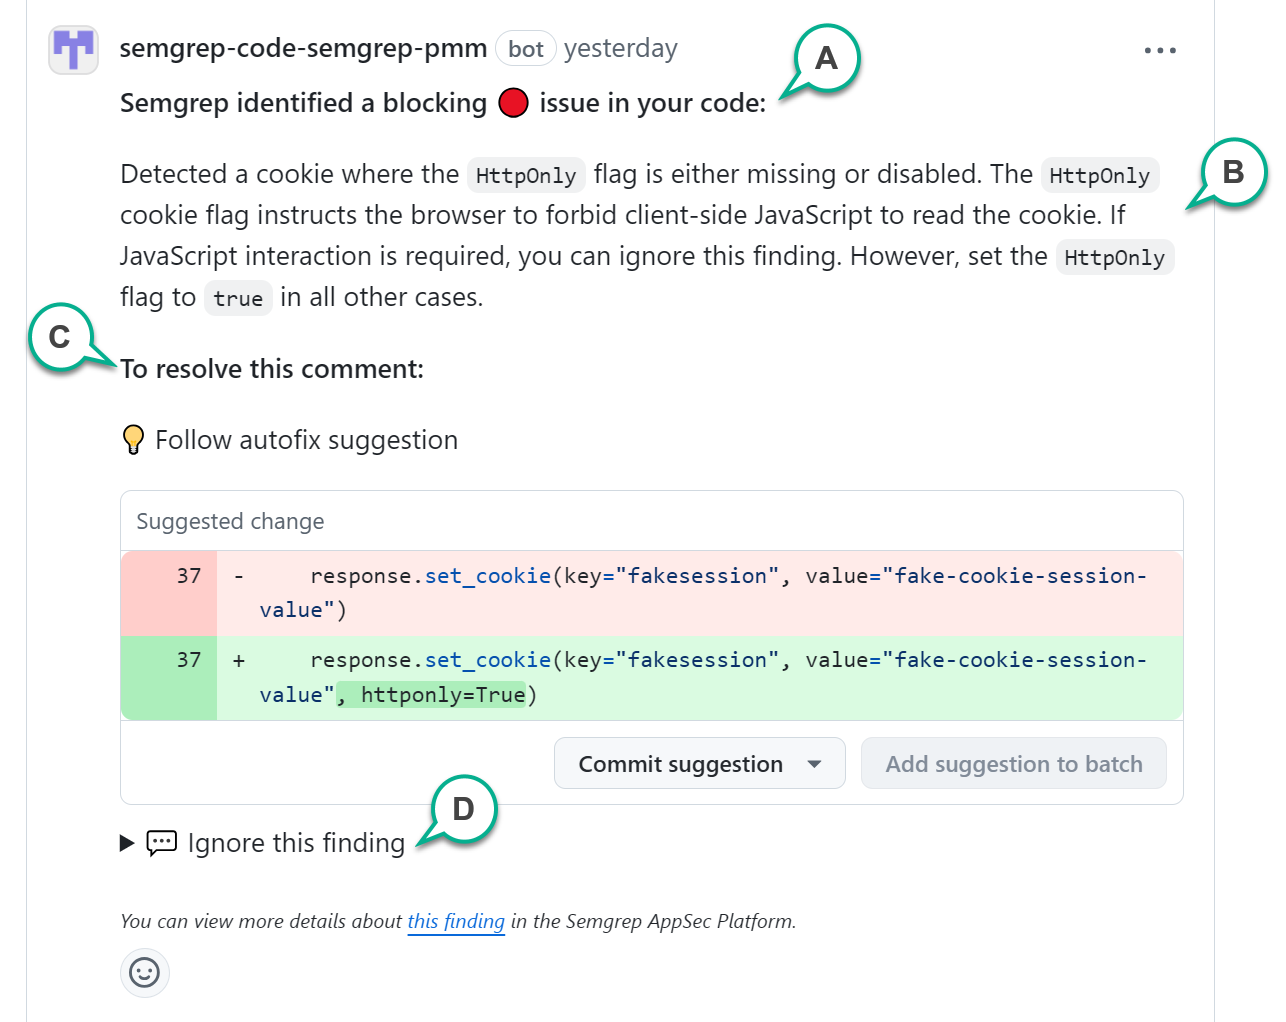 semgrep-code-semgrep-pmm bot yesterday
A
Semgrep identified a blocking issue in your code:
B
Detected a cookie where the HttpOnly flag is either missing or disabled. The HttpOnly
cookie flag instructs the browser to forbid client-side JavaScript to read the cookie. If
JavaScript interaction is required, you can ignore this finding. However, set the HttpOnly
flag to true in all other cases.
C
To resolve this comment:
Follow autofix suggestion
Suggested change
37 - response.set_cookie(key="fakesession", value="fake-cookie-session-
value")
37 + response.set_cookie(key="fakesession", value="fake-cookie-session-
value", httponly=True)
Commit suggestion Add suggestion to batch
D
Ignore this finding
You can view more details about this finding in the Semgrep AppSec Platform.